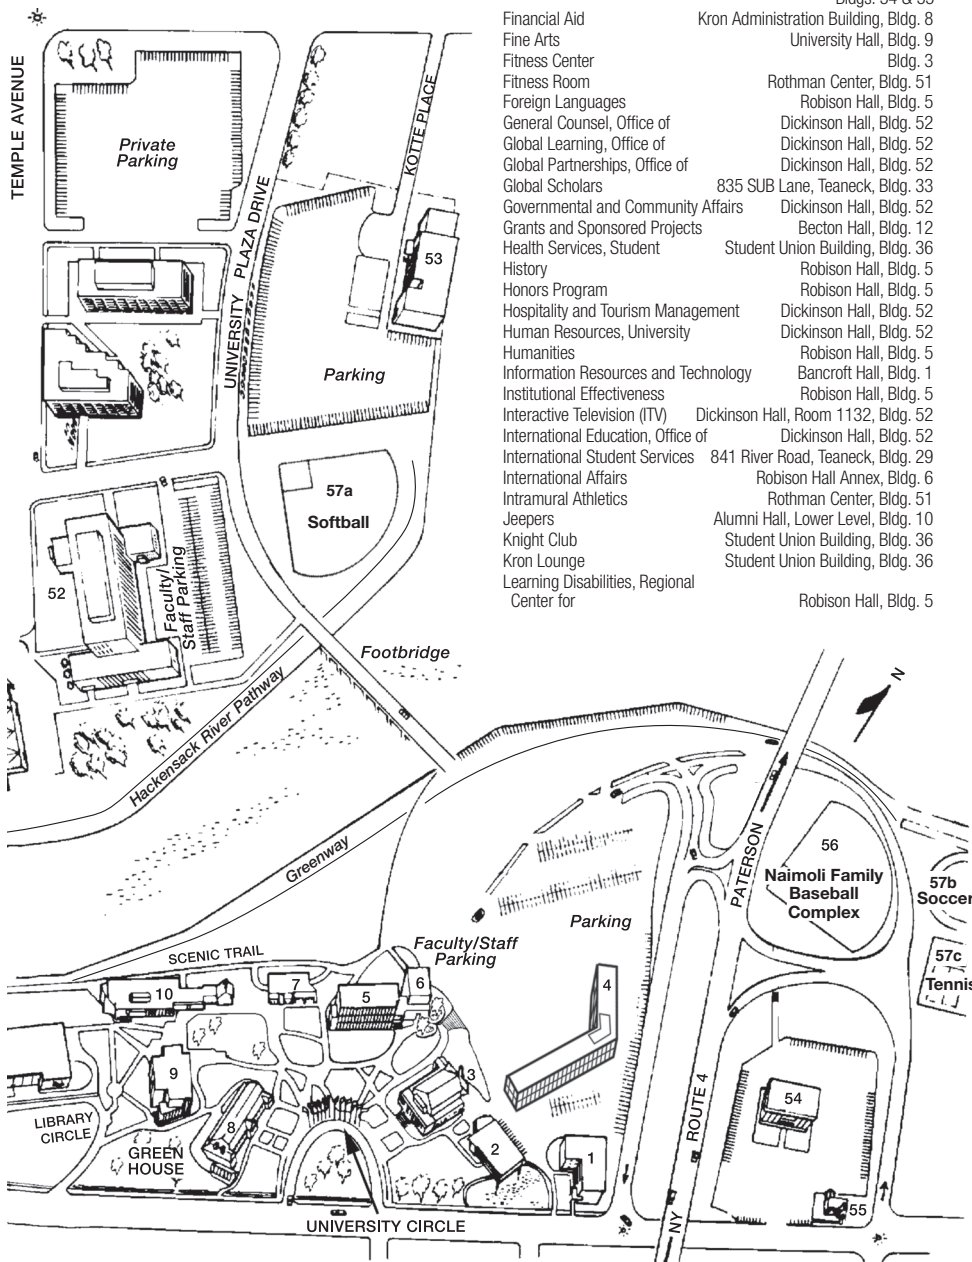 Bldgs. 54 & 55
Financial Aid Kron Administration Building, Bldg. 8
Fine Arts University Hall, Bldg. 9
Fitness Center Bldg. 3
Fitness Room Rothman Center, Bldg. 51
Foreign Languages Robison Hall, Bldg. 5
General Counsel, Office of Dickinson Hall, Bldg. 52
Global Learning, Office of Dickinson Hall, Bldg. 52
Global Partnerships, Office of Dickinson Hall, Bldg. 52
Global Scholars 835 SUB Lane, Teaneck, Bldg. 33
Governmental and Community Affairs Dickinson Hall, Bldg. 52
Grants and Sponsored Projects Becton Hall, Bldg. 12
Health Services, Student Student Union Building, Bldg. 36
History Robison Hall, Bldg. 5
Honors Program Robison Hall, Bldg. 5
Hospitality and Tourism Management Dickinson Hall, Bldg. 52
Human Resources, University Dickinson Hall, Bldg. 52
Humanities Robison Hall, Bldg. 5
Information Resources and Technology Bancroft Hall, Bldg. 1
Institutional Effectiveness Robison Hall, Bldg. 5
Interactive Television (ITV) Dickinson Hall, Room 1132, Bldg. 52
International Education, Office of Dickinson Hall, Bldg. 52
International Student Services 841 River Road, Teaneck, Bldg. 29
International Affairs Robison Hall Annex, Bldg. 6
Intramural Athletics Rothman Center, Bldg. 51
Jeepers Alumni Hall, Lower Level, Bldg. 10
Knight Club Student Union Building, Bldg. 36
Kron Lounge Student Union Building, Bldg. 36
Learning Disabilities, Regional
Center for Robison Hall, Bldg. 5
TEMPLE AVENUE
Private
Parking
KOTTE PLACE
UNIVERSITY PLAZA DRIVE
53
Parking
57a
Softball
52
Faculty/
Staff Parking
Footbridge
Hackensack River Pathway
N
Greenway
PATERSON
56
Naimoli Family
Baseball
Complex
57b
Soccer
57c
Tennis
Parking
Faculty/Staff
Parking
SCENIC TRAIL
10
7
5
6
4
9
8
3
2
1
54
55
LIBRARY
CIRCLE
GREEN
HOUSE
ROUTE 4
NY
UNIVERSITY CIRCLE